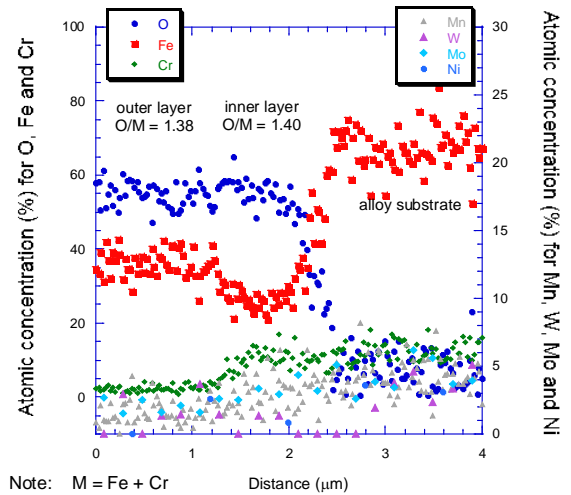 O
Fe
Cr
Mn
W
Mo
Ni
outer layer
O/M = 1.38
inner layer
O/M = 1.40
alloy substrate
Atomic concentration (%) for O, Fe and Cr
100
80
60
40
20
0
Atomic concentration (%) for Mn, W, Mo and Ni
30
25
20
15
10
5
0
0
1
2
3
4
Distance (μm)
Note: M = Fe + Cr